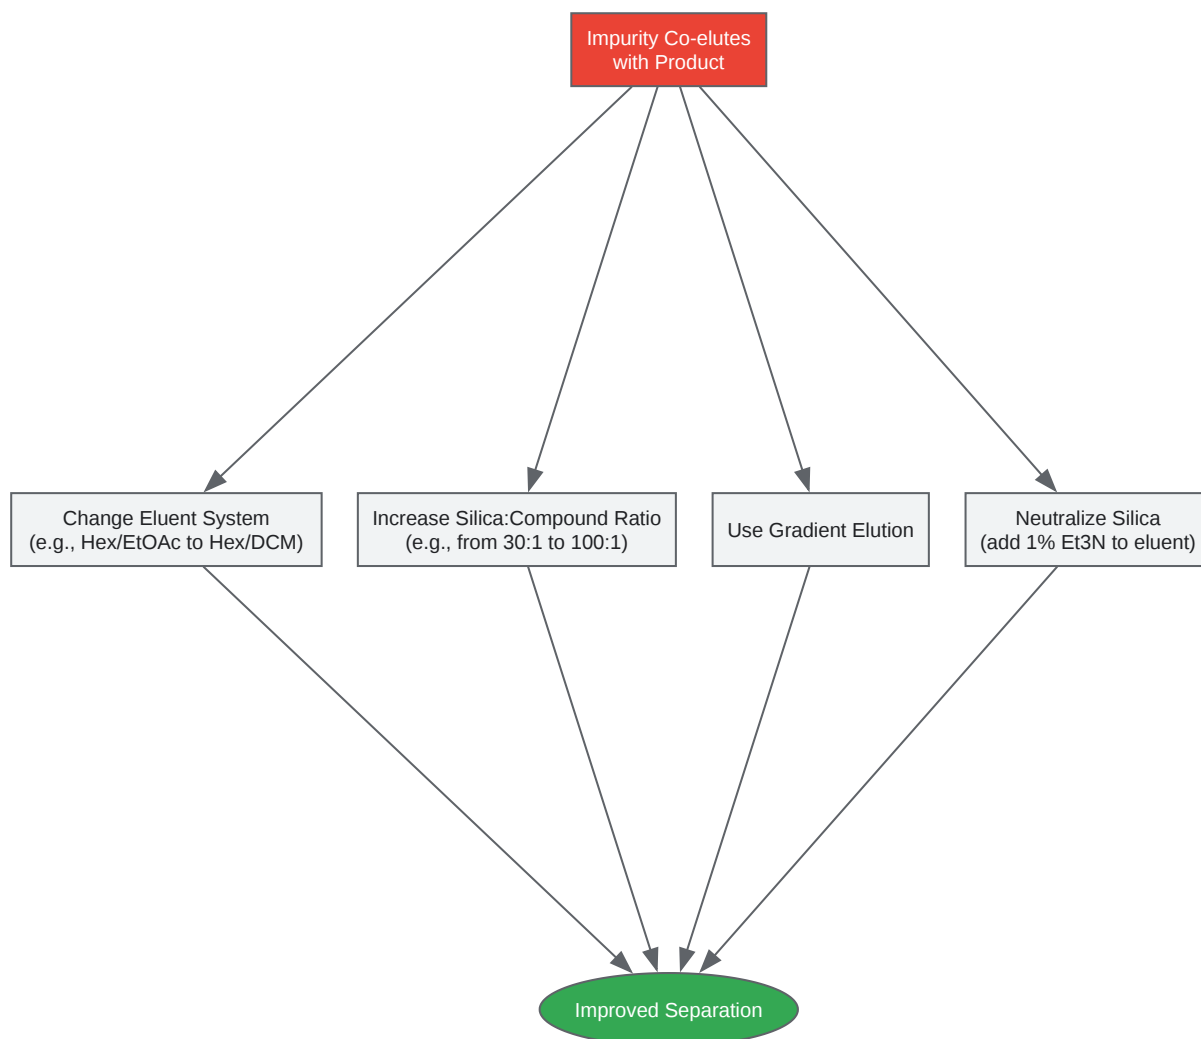 Impurity Co-elutes
with Product
Change Eluent System
(e.g., Hex/EtOAc to Hex/DCM)
Increase Silica:Compound Ratio
(e.g., from 30:1 to 100:1)
Use Gradient Elution
Neutralize Silica
(add 1% Et3N to eluent)
Improved Separation